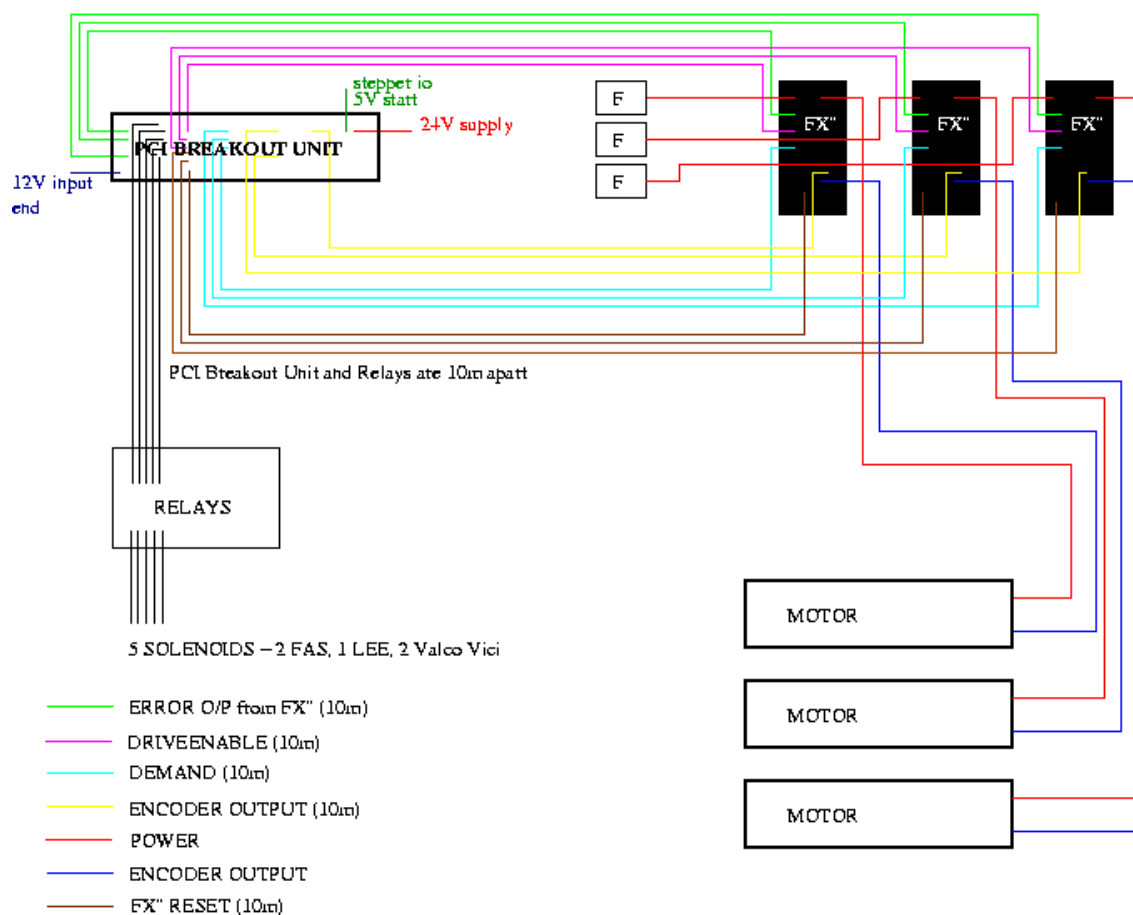 stepper io
5V start
24V supply
PCI BREAKOUT UNIT
12V input
end
F
F
F
FX"
FX"
FX"
PCI Breakout Unit and Relays are 10m apart
RELAYS
5 SOLENOIDS – 2 FAS, 1 LEE, 2 Valco Vici
MOTOR
MOTOR
MOTOR
ERROR O/P from FX" (10m)
DRIVEENABLE (10m)
DEMAND (10m)
ENCODER OUTPUT (10m)
POWER
ENCODER OUTPUT
FX" RESET (10m)